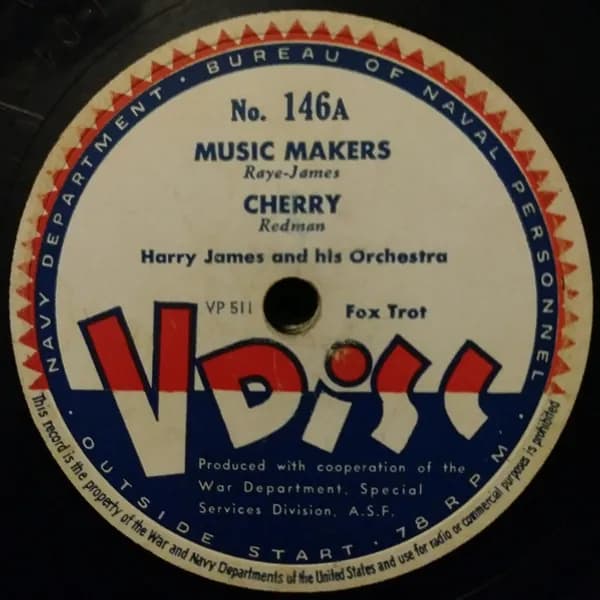 NAVY DEPARTMENT · BUREAU OF NAVAL PERSONNEL
No. 146A
MUSIC MAKERS
Raye-James
CHERRY
Redman
Harry James and his Orchestra
VP 511
Fox Trot
V DiSC
Produced with cooperation of the
War Department, Special
Services Division, A.S.F.
· OUTSIDE START · 78 RPM ·
This record is the property of the War and Navy Departments of the United States and use for radio or commercial purposes is prohibited